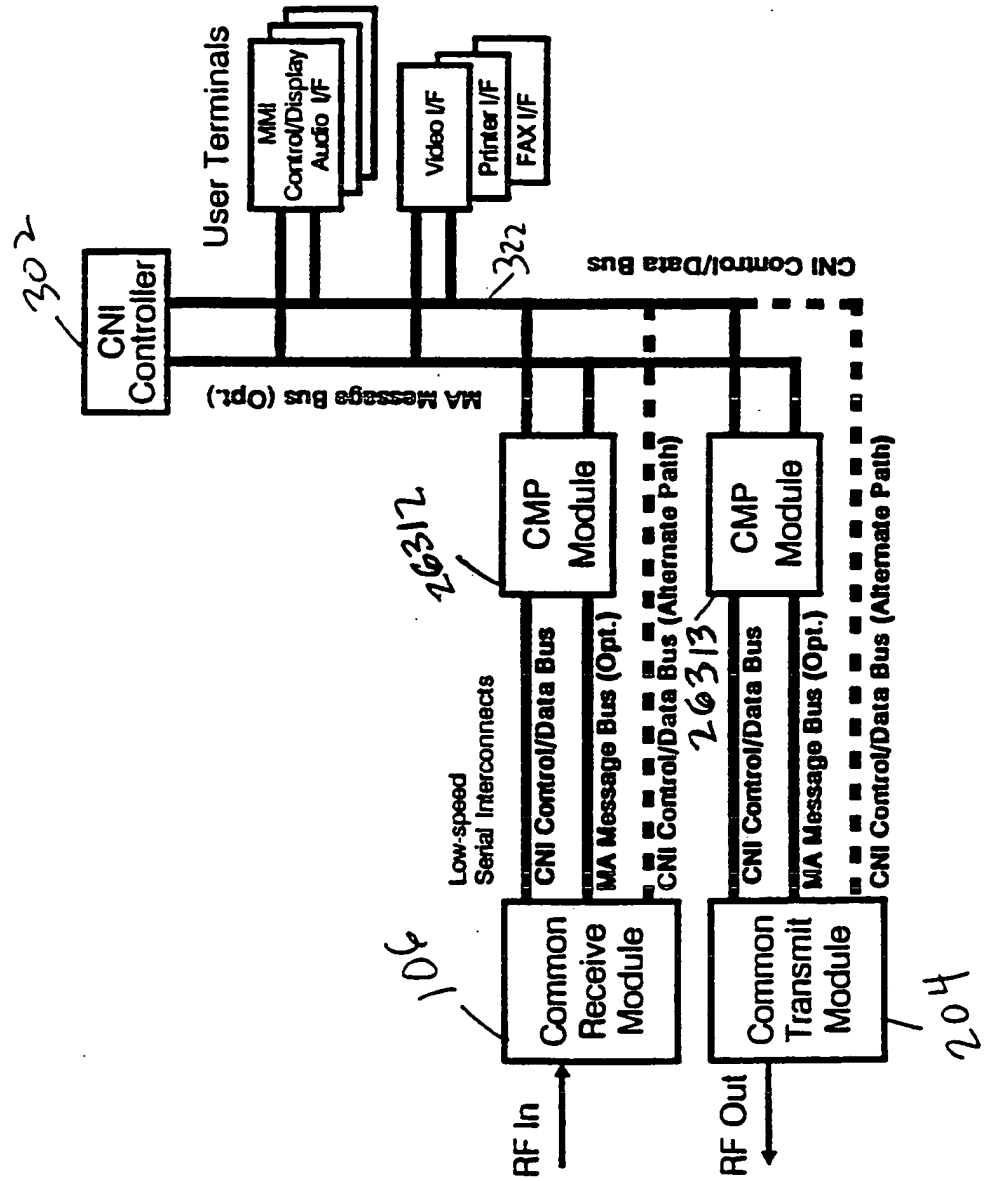 302
CNI
Controller
User Terminals
MMI
Control/Display
Audio I/F
Video I/F
Printer I/F
FAX I/F
MA Message Bus (Opt.)
322
CNI Control/Data Bus
26312
CMP
Module
26313
CMP
Module
Low-speed
Serial Interconnects
CNI Control/Data Bus
MA Message Bus (Opt.)
CNI Control/Data Bus (Alternate Path)
CNI Control/Data Bus
MA Message Bus (Opt.)
CNI Control/Data Bus (Alternate Path)
106
Common
Receive
Module
RF In
Common
Transmit
Module
204
RF Out